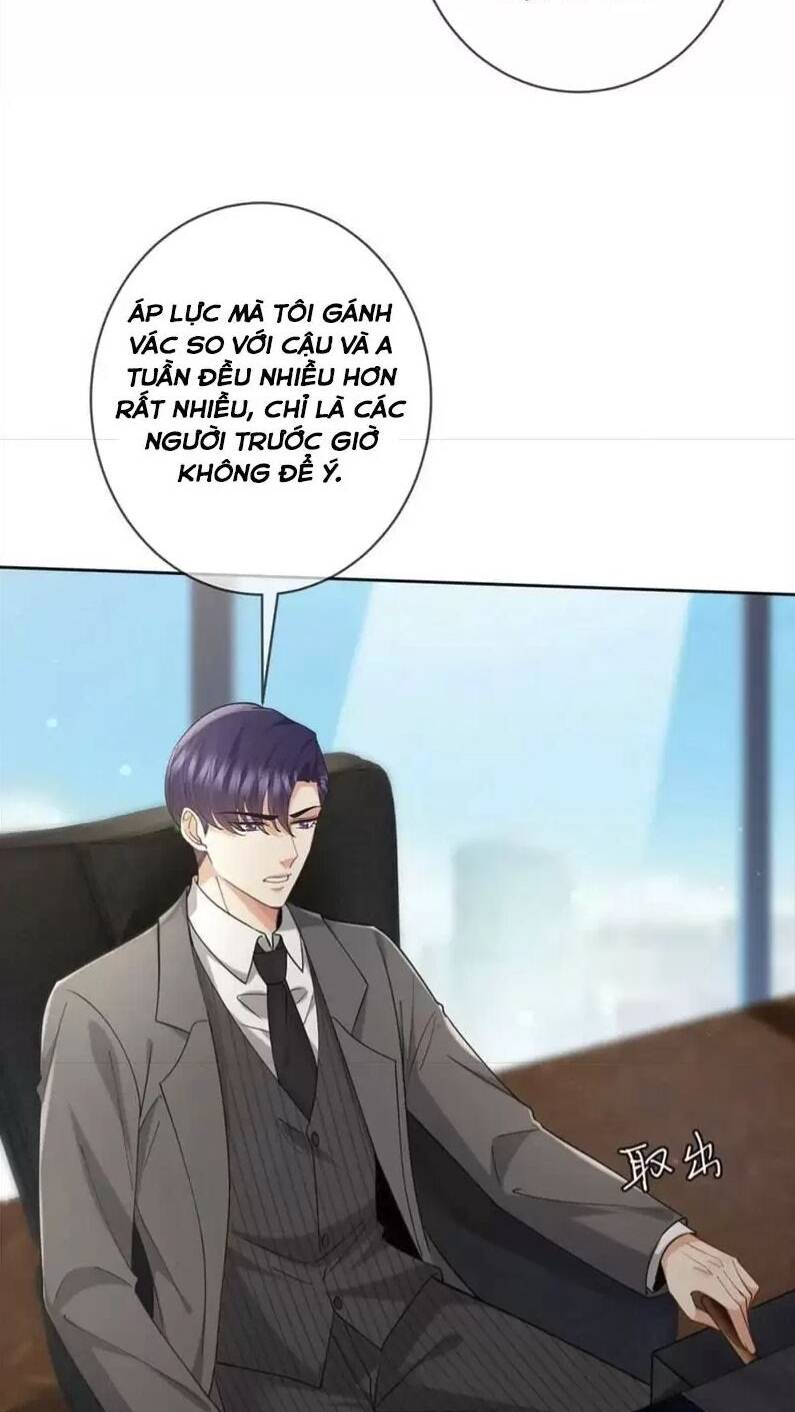 ÁP LỰC MÀ TÔI GÁNH
VÁC SO VỚI CẬU VÀ A
TUẤN ĐỀU NHIỀU HƠN
RẤT NHIỀU, CHỈ LÀ CÁC
NGƯỜI TRƯỚC GIỜ
KHÔNG ĐỂ Ý.
取出